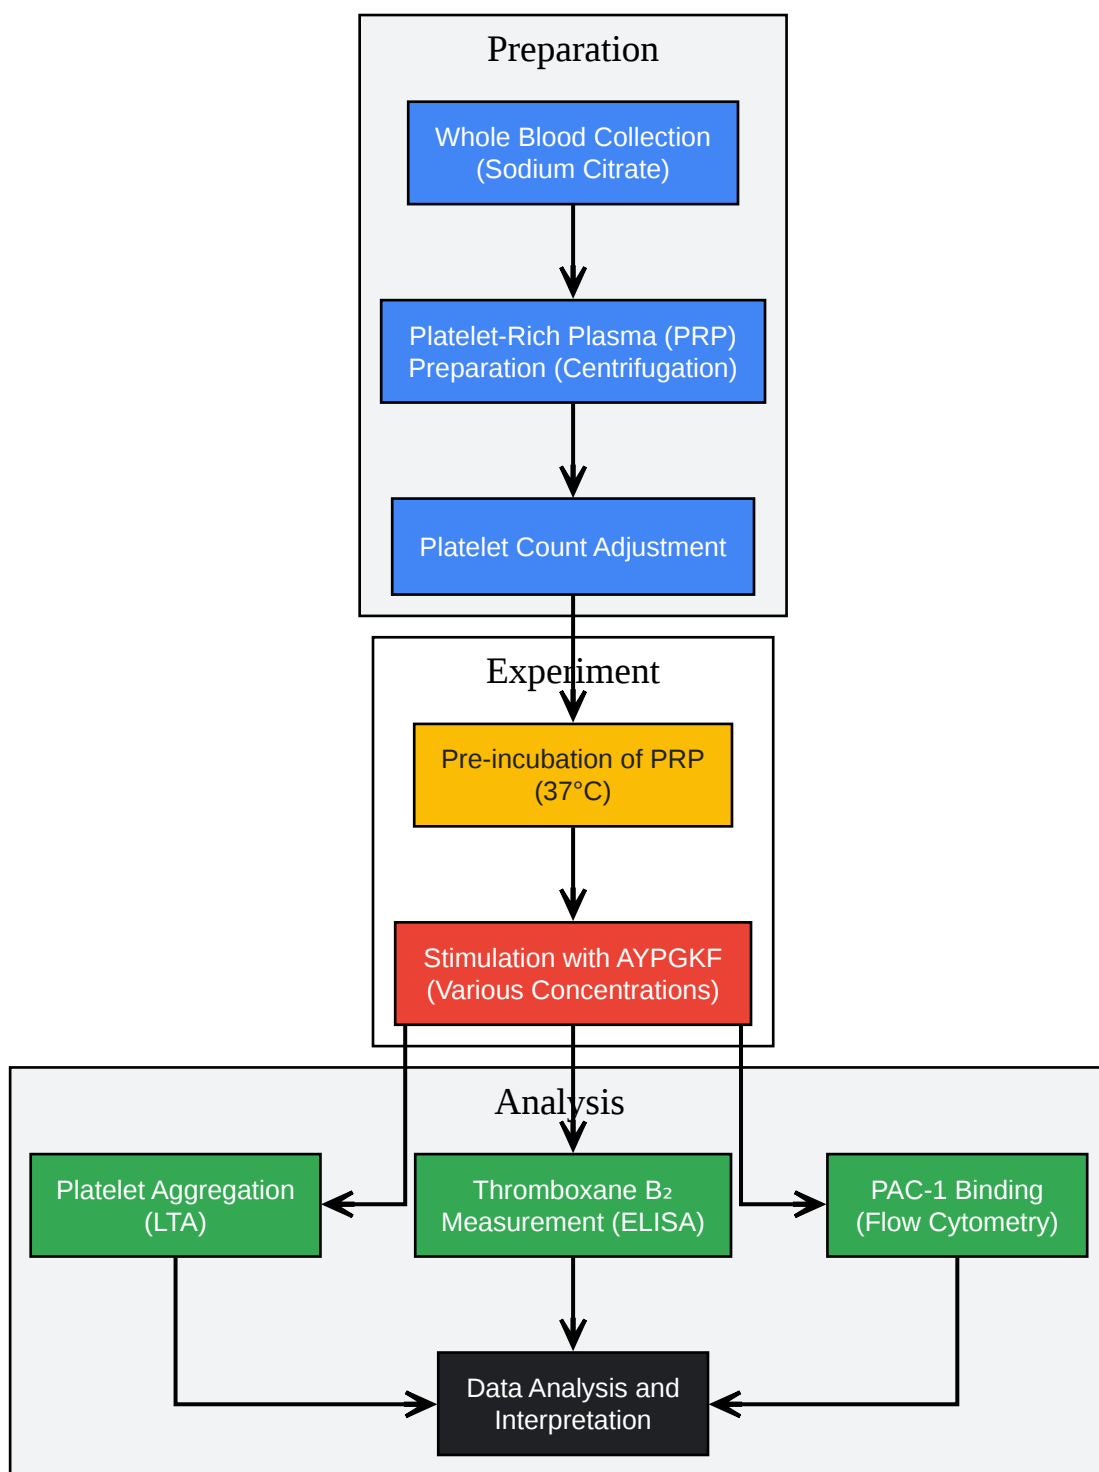 Preparation
Whole Blood Collection
(Sodium Citrate)
Platelet-Rich Plasma (PRP)
Preparation (Centrifugation)
Platelet Count Adjustment
Experiment
Pre-incubation of PRP
(37°C)
Stimulation with AYPGKF
(Various Concentrations)
Analysis
Platelet Aggregation
(LTA)
Thromboxane B₂
Measurement (ELISA)
PAC-1 Binding
(Flow Cytometry)
Data Analysis and
Interpretation